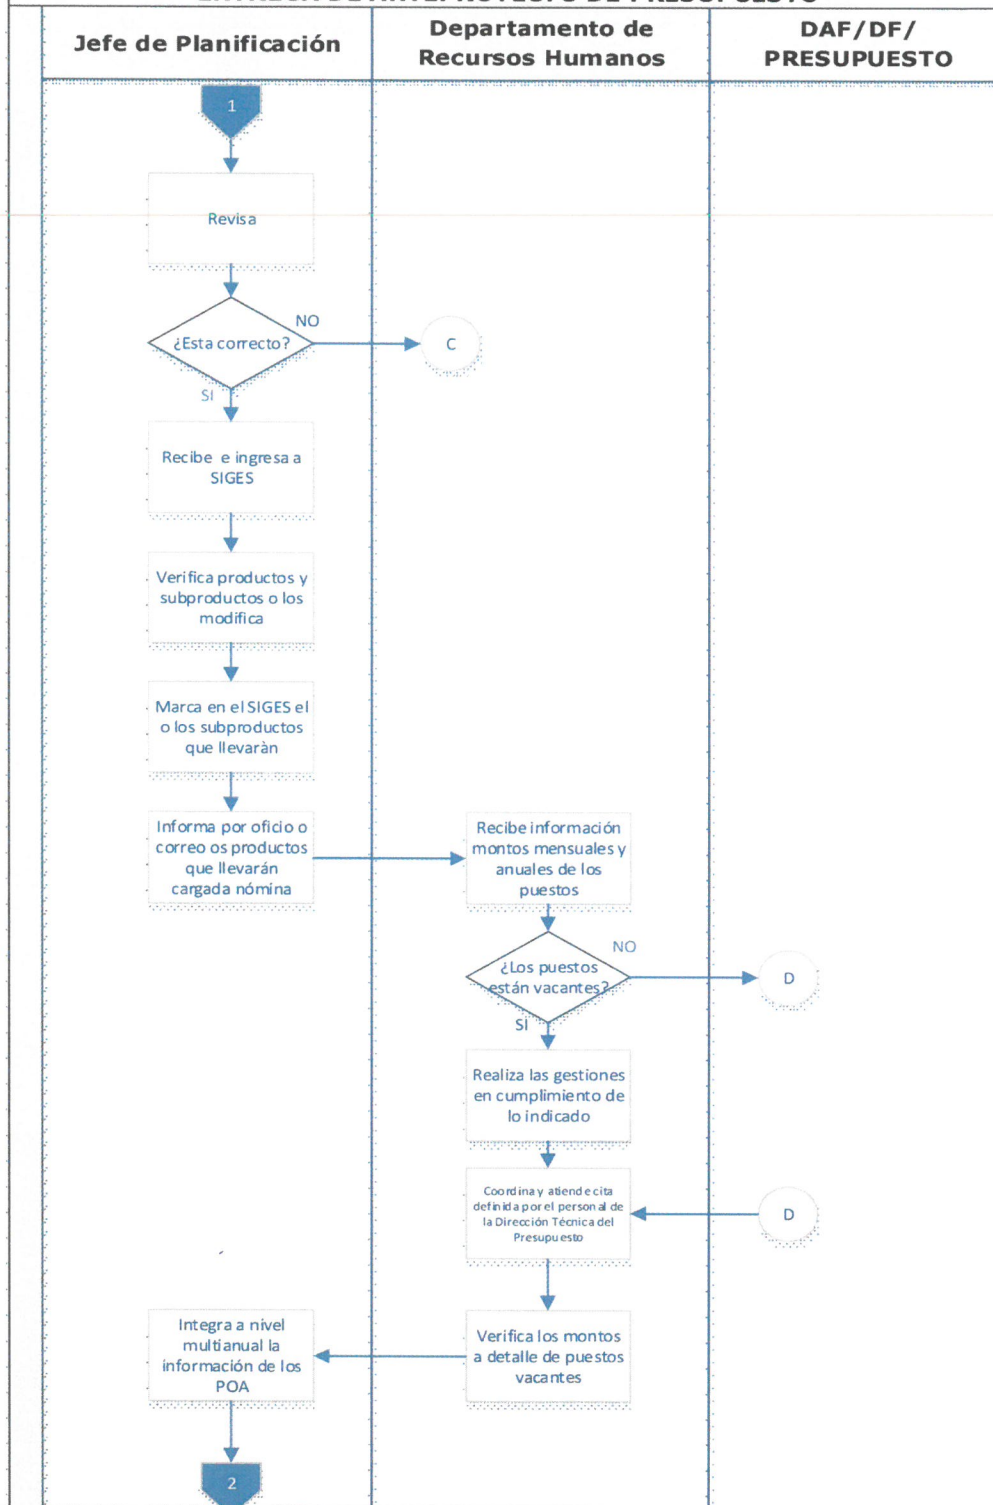 Jefe de Planificación
Departamento de
Recursos Humanos
DAF/DF/
PRESUPUESTO
1
Revisa
¿Esta correcto?
NO
C
SI
Recibe e ingresa a
SIGES
Verifica productos y
subproductos o los
modifica
Marca en el SIGES el
o los subproductos
que llevaràn
Informa por oficio o
correo os productos
que llevarán
cargada nómina
Recibe información
montos mensuales y
anuales de los
puestos
¿Los puestos
están vacantes?
NO
D
SI
Realiza las gestiones
en cumplimiento de
lo indicado
Coordina y atiende cita
definida por el personal de
la Dirección Técnica del
Presupuesto
D
Verifica los montos
a detalle de puestos
vacantes
Integra a nivel
multianual la
información de los
POA
2